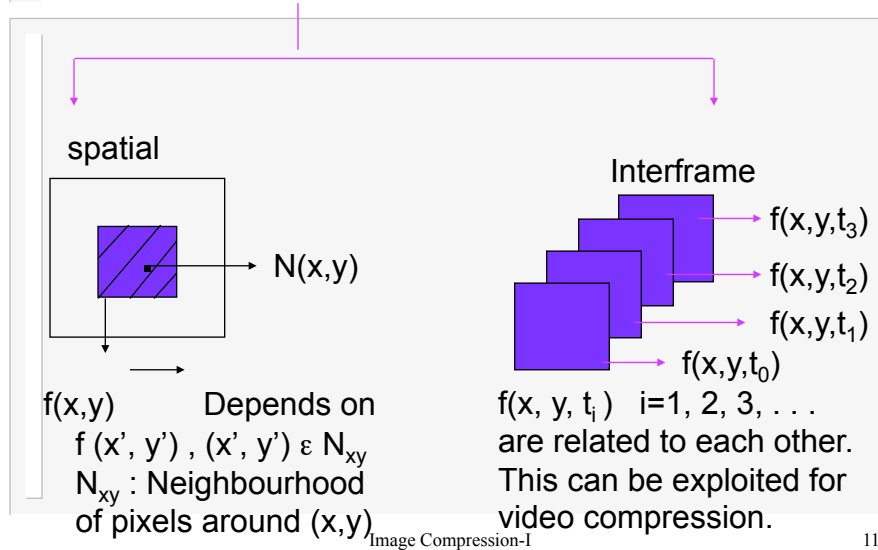 spatial
N(x,y)
f(x,y) Depends on
f (x’, y’) , (x’, y’) ε Nxy
Nxy : Neighbourhood
of pixels around (x,y)
Interframe
f(x,y,t3)
f(x,y,t2)
f(x,y,t1)
f(x,y,t0)
f(x, y, ti ) i=1, 2, 3, . . .
are related to each other.
This can be exploited for
video compression.
Image Compression-I
11